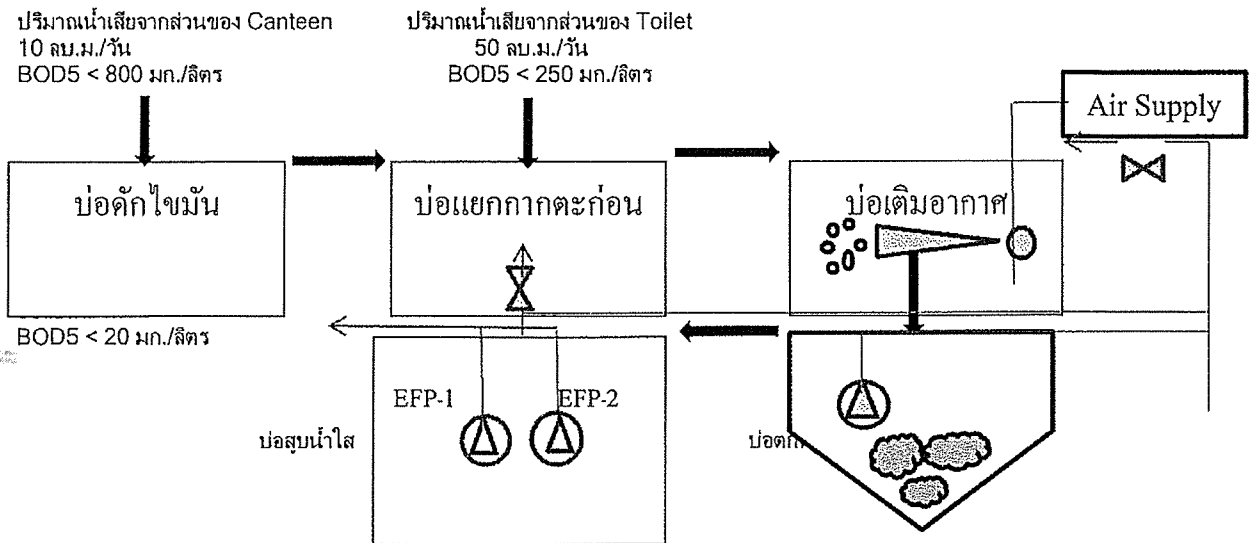 ปริมาณน้ำเสียจากส่วนของ Canteen
10 ลบ.ม./วัน
BOD5 < 800 มก./ลิตร
ปริมาณน้ำเสียจากส่วนของ Toilet
50 ลบ.ม./วัน
BOD5 < 250 มก./ลิตร
Air Supply
บ่อดักไขมัน
บ่อแยกกากตะก่อน
บ่อเติมอากาศ
BOD5 < 20 มก./ลิตร
EFP-1
EFP-2
บ่อสูบน้ำใส